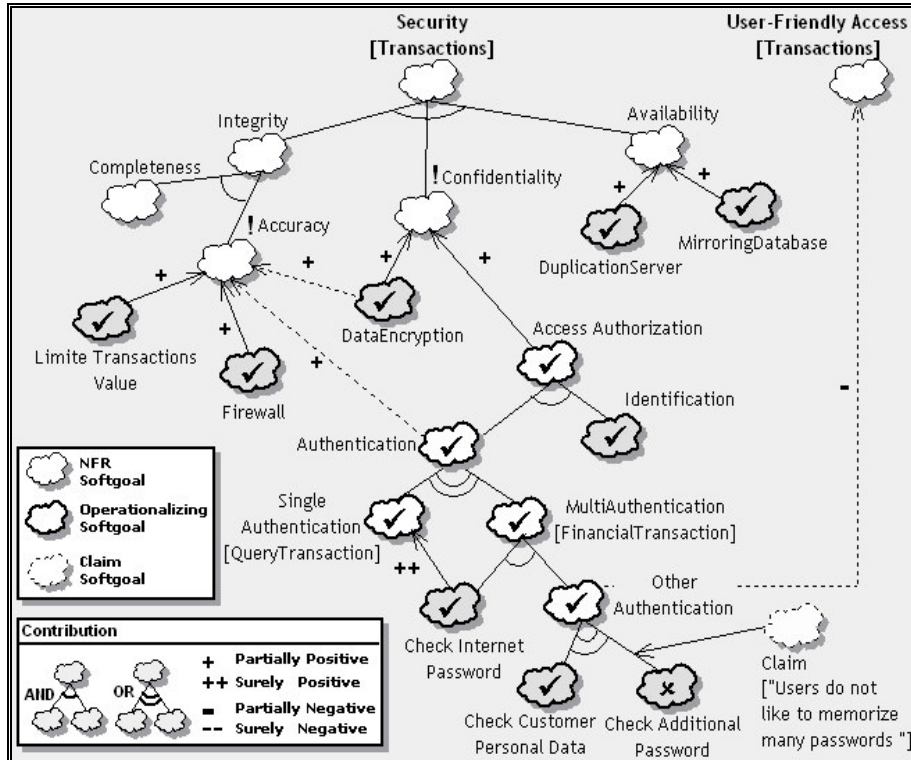 Security
[Transactions]
User-Friendly Access
[Transactions]
Integrity
Availability
Completeness
!Confidentiality
!Accuracy
+
+
+
+
+
+
+
+
DuplicationServer
MirroringDatabase
DataEncryption
Limite Transactions
Value
Firewall
Access Authorization
Identification
-
Authentication
Single
Authentication
[QueryTransaction]
MultiAuthentication
[FinancialTransaction]
++
Other
Authentication
Check Internet
Password
Check Customer
Personal Data
Check Additional
Password
Claim
["Users do not
like to memorize
many passwords "]
NFR
Softgoal
Operationalizing
Softgoal
Claim
Softgoal
Contribution
AND
OR
+ Partially Positive
++ Surely Positive
- Partially Negative
-- Surely Negative